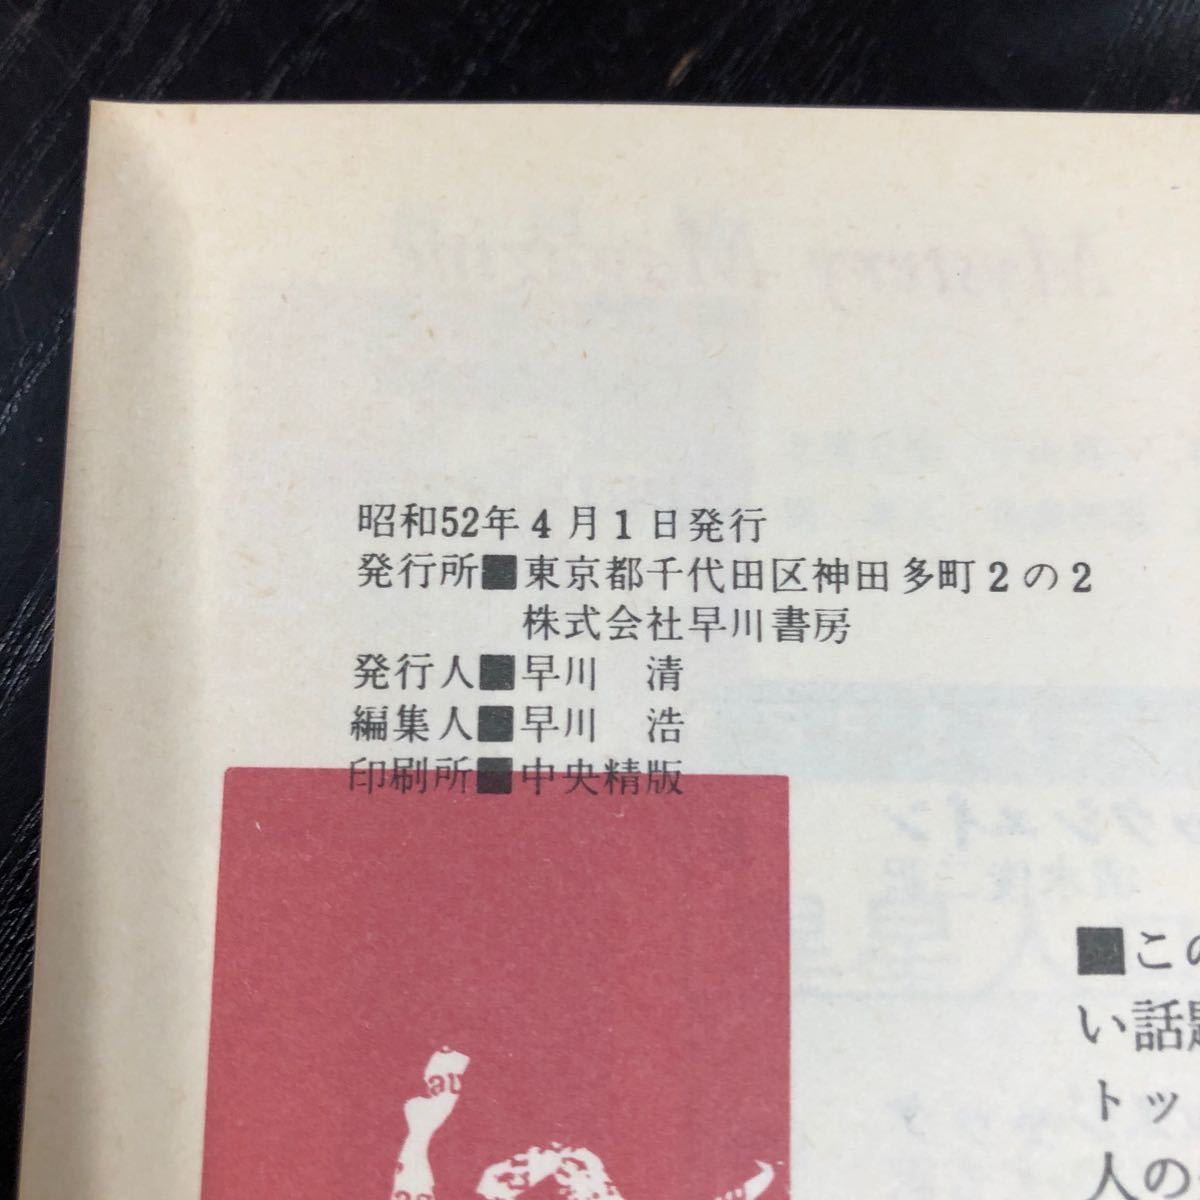 昭和52年4月1日発行
発行所■東京都千代田区神田多町2の2
株式会社早川書房
発行人■早川 清
編集人■早川 浩
印刷所■中央精版
■この
い話題
トッ
人の